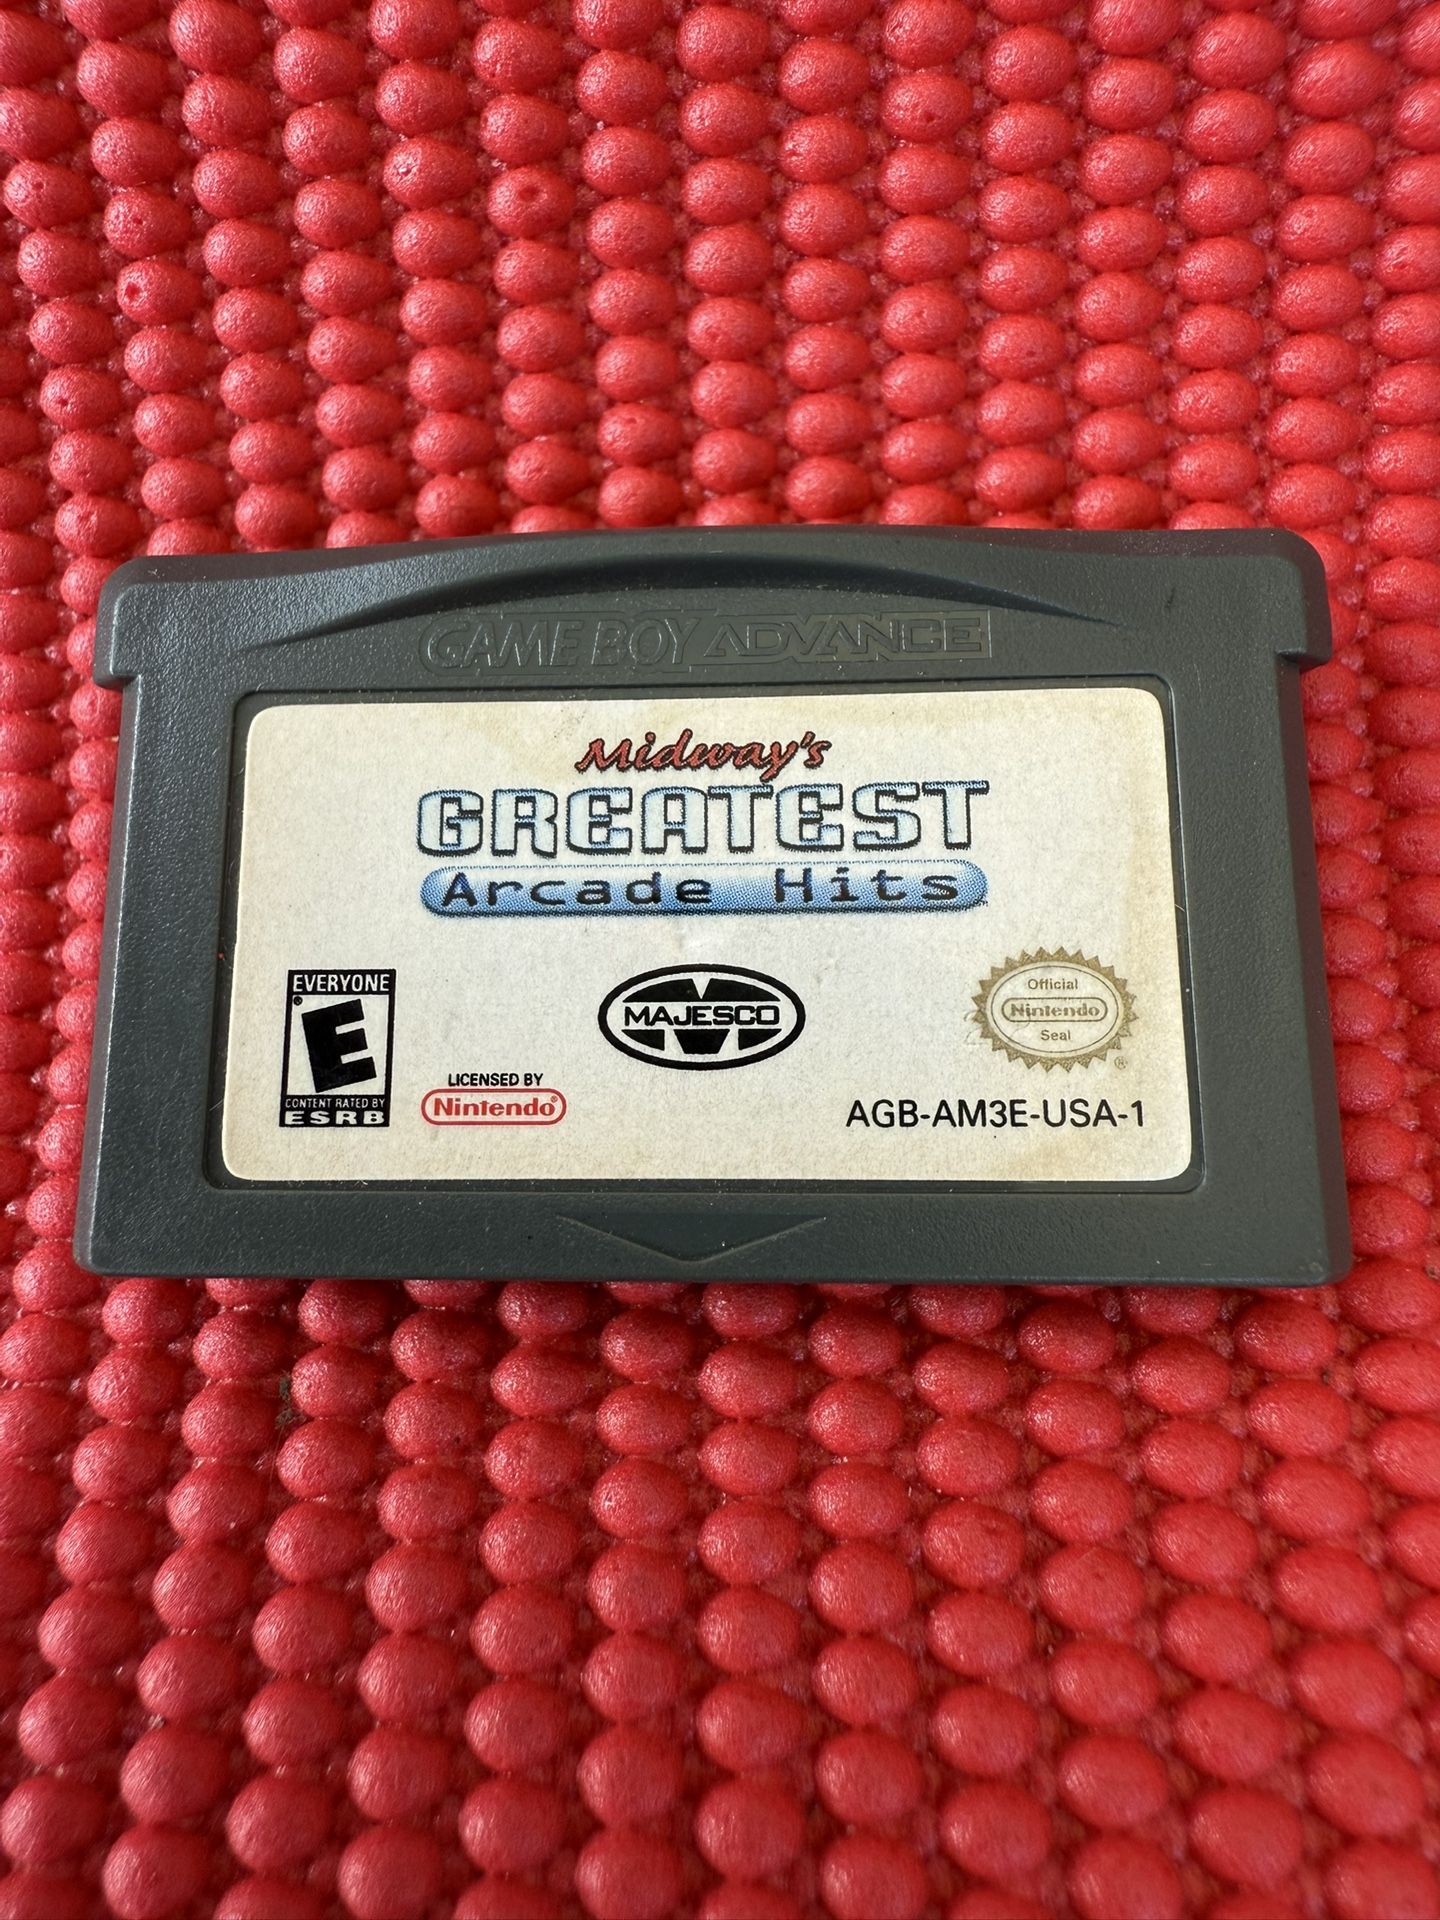 GAME BOY ADVANCE
Midway's
GREATEST
Arcade Hits
EVERYONE
E
CONTENT RATED BY
ESRB
LICENSED BY
Nintendo®
MAJESCO
Official
Nintendo
Seal
®
AGB-AM3E-USA-1